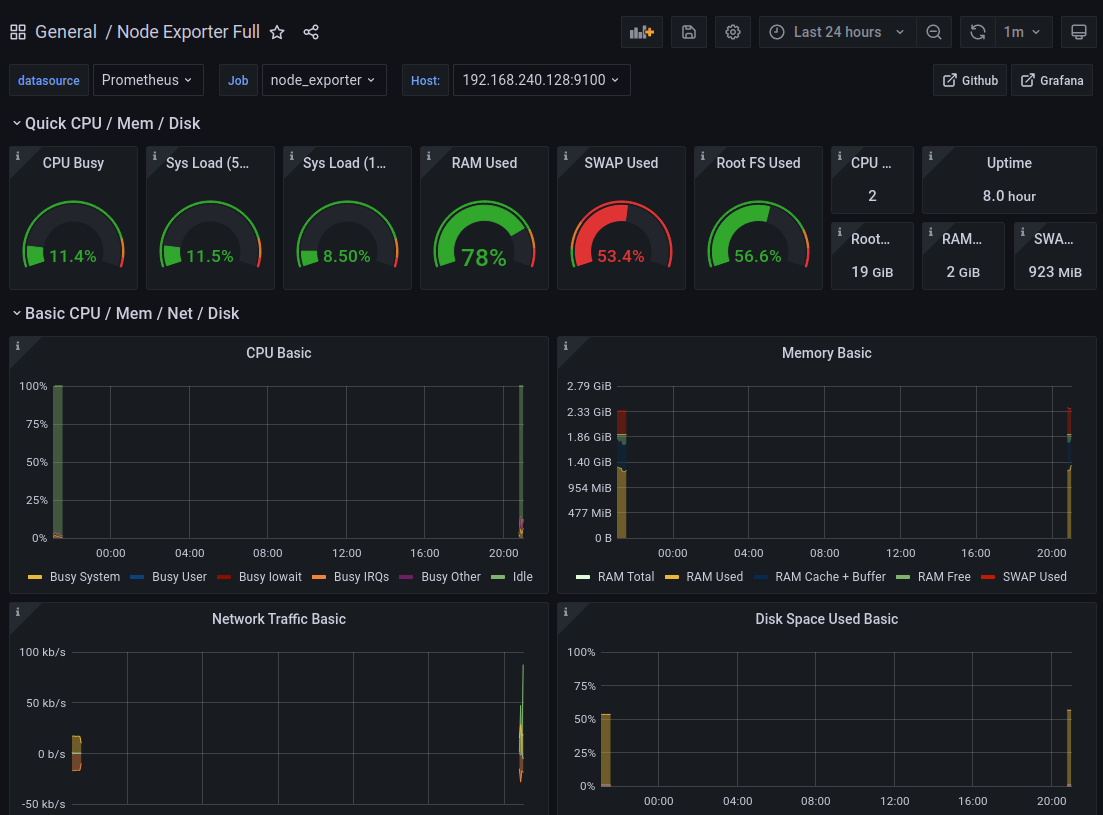 General / Node Exporter Full
Last 24 hours 1m
datasource Prometheus Job node_exporter Host: 192.168.240.128:9100 Github Grafana
Quick CPU / Mem / Disk
CPU Busy
11.4%
Sys Load (5...
11.5%
Sys Load (1...
8.50%
RAM Used
78%
SWAP Used
53.4%
Root FS Used
56.6%
CPU ...
2
Uptime
8.0 hour
Root...
19 GiB
RAM...
2 GiB
SWA...
923 MiB
Basic CPU / Mem / Net / Disk
CPU Basic
100%
75%
50%
25%
0%
00:00 04:00 08:00 12:00 16:00 20:00
Busy System Busy User Busy Iowait Busy IRQs Busy Other Idle
Memory Basic
2.79 GiB
2.33 GiB
1.86 GiB
1.40 GiB
954 MiB
477 MiB
0 B
00:00 04:00 08:00 12:00 16:00 20:00
RAM Total RAM Used RAM Cache + Buffer RAM Free SWAP Used
Network Traffic Basic
100 kb/s
50 kb/s
0 b/s
-50 kb/s
Disk Space Used Basic
100%
75%
50%
25%
0%
00:00 04:00 08:00 12:00 16:00 20:00